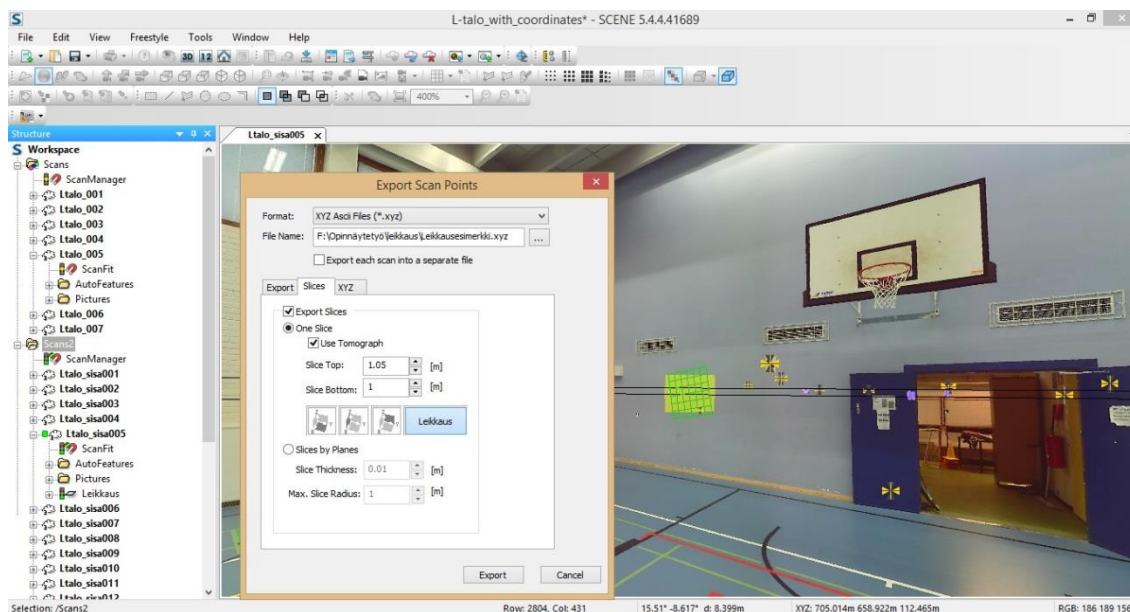 S
L-talo_with_coordinates* - SCENE 5.4.4.41689
File Edit View Freestyle Tools Window Help
3D 12
400%
Structure
Ltalo_sisa005 x
S Workspace
Scans
ScanManager
Ltalo_001
Ltalo_002
Ltalo_003
Ltalo_004
Ltalo_005
ScanFit
AutoFeatures
Pictures
Ltalo_006
Ltalo_007
Scans2
ScanManager
Ltalo_sisa001
Ltalo_sisa002
Ltalo_sisa003
Ltalo_sisa004
Ltalo_sisa005
ScanFit
AutoFeatures
Pictures
Leikkaus
Ltalo_sisa006
Ltalo_sisa007
Ltalo_sisa008
Ltalo_sisa009
Ltalo_sisa010
Ltalo_sisa011
Ltalo_sisa012
Export Scan Points
Format: XYZ Ascii Files (*.xyz)
File Name: F:\Opinnäytetyö\leikkaus\Leikkausesimerkki.xyz ...
Export each scan into a separate file
Export Slices XYZ
Export Slices
One Slice
Use Tomograph
Slice Top: 1.05 [m]
Slice Bottom: 1 [m]
Leikkaus
Slices by Planes
Slice Thickness: 0.01 [m]
Max. Slice Radius: 1 [m]
Export Cancel
Selection: /Scans2 Row: 2804, Col: 431 15.51° -8.617° d: 8.399m XYZ: 705.014m 658.922m 112.465m RGB: 186 189 156